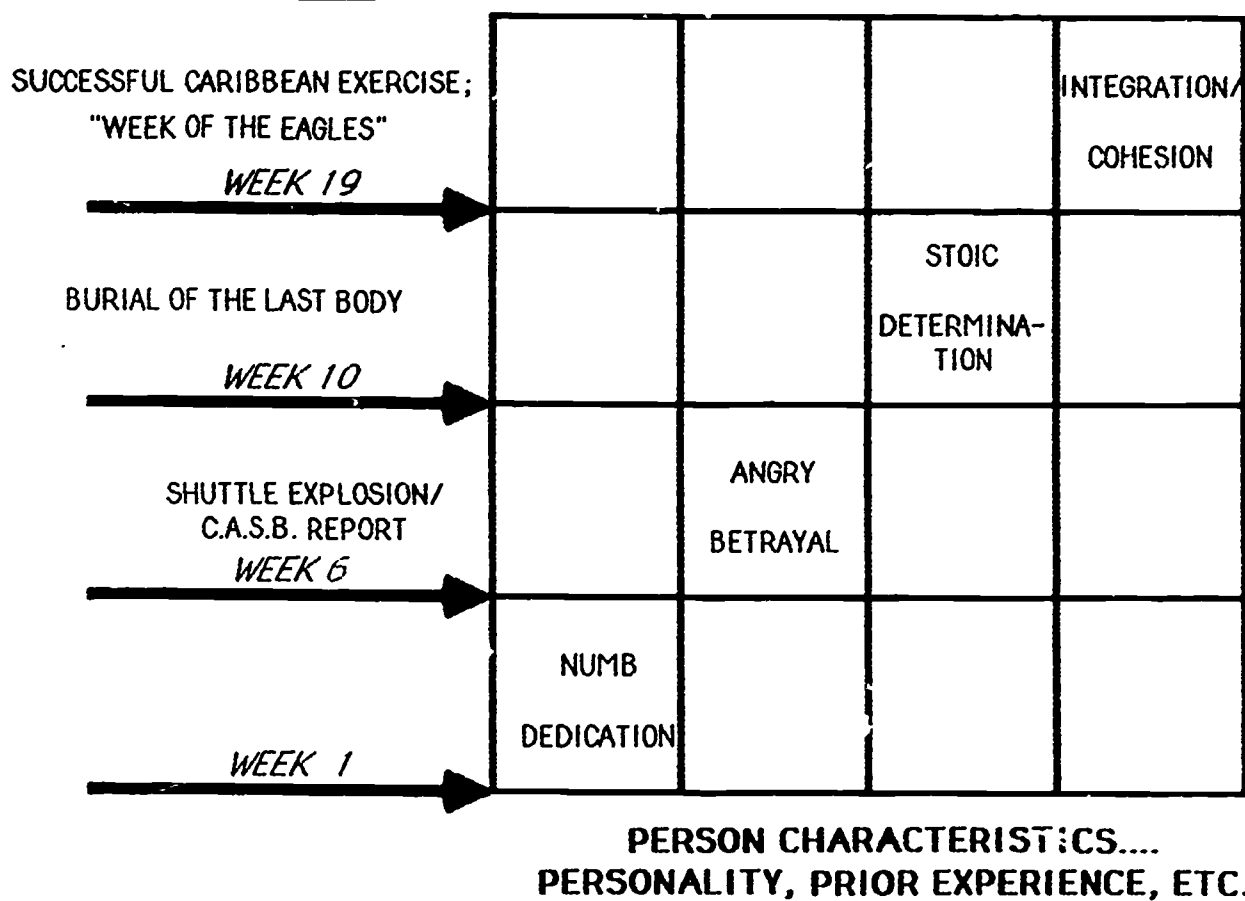 SUCCESSFUL CARIBBEAN EXERCISE;
"WEEK OF THE EAGLES"
WEEK 19
INTEGRATION/
COHESION
BURIAL OF THE LAST BODY
WEEK 10
STOIC
DETERMINA-
TION
SHUTTLE EXPLOSION/
C.A.S.B. REPORT
WEEK 6
ANGRY
BETRAYAL
WEEK 1
NUMB
DEDICATION
PERSON CHARACTERISTICS....
PERSONALITY, PRIOR EXPERIENCE, ETC.